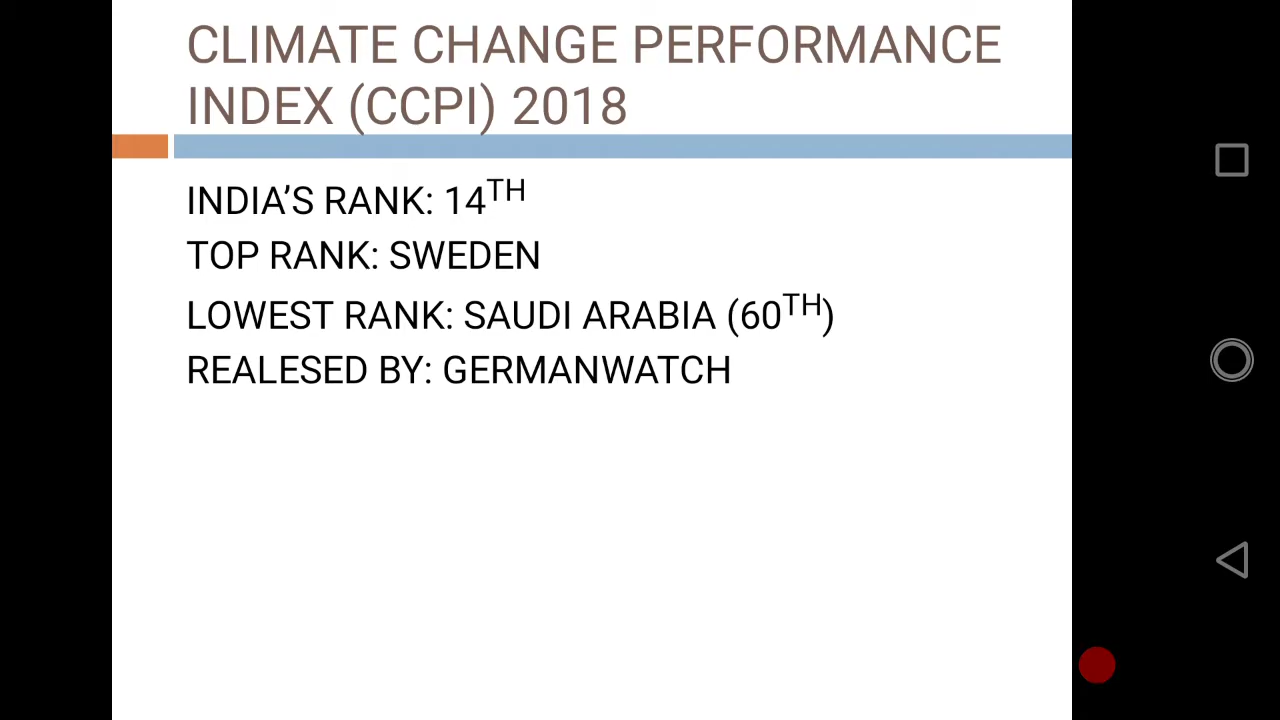 CLIMATE CHANGE PERFORMANCE
INDEX (CCPI) 2018
INDIA’S RANK: 14TH
TOP RANK: SWEDEN
LOWEST RANK: SAUDI ARABIA (60TH)
REALESED BY: GERMANWATCH